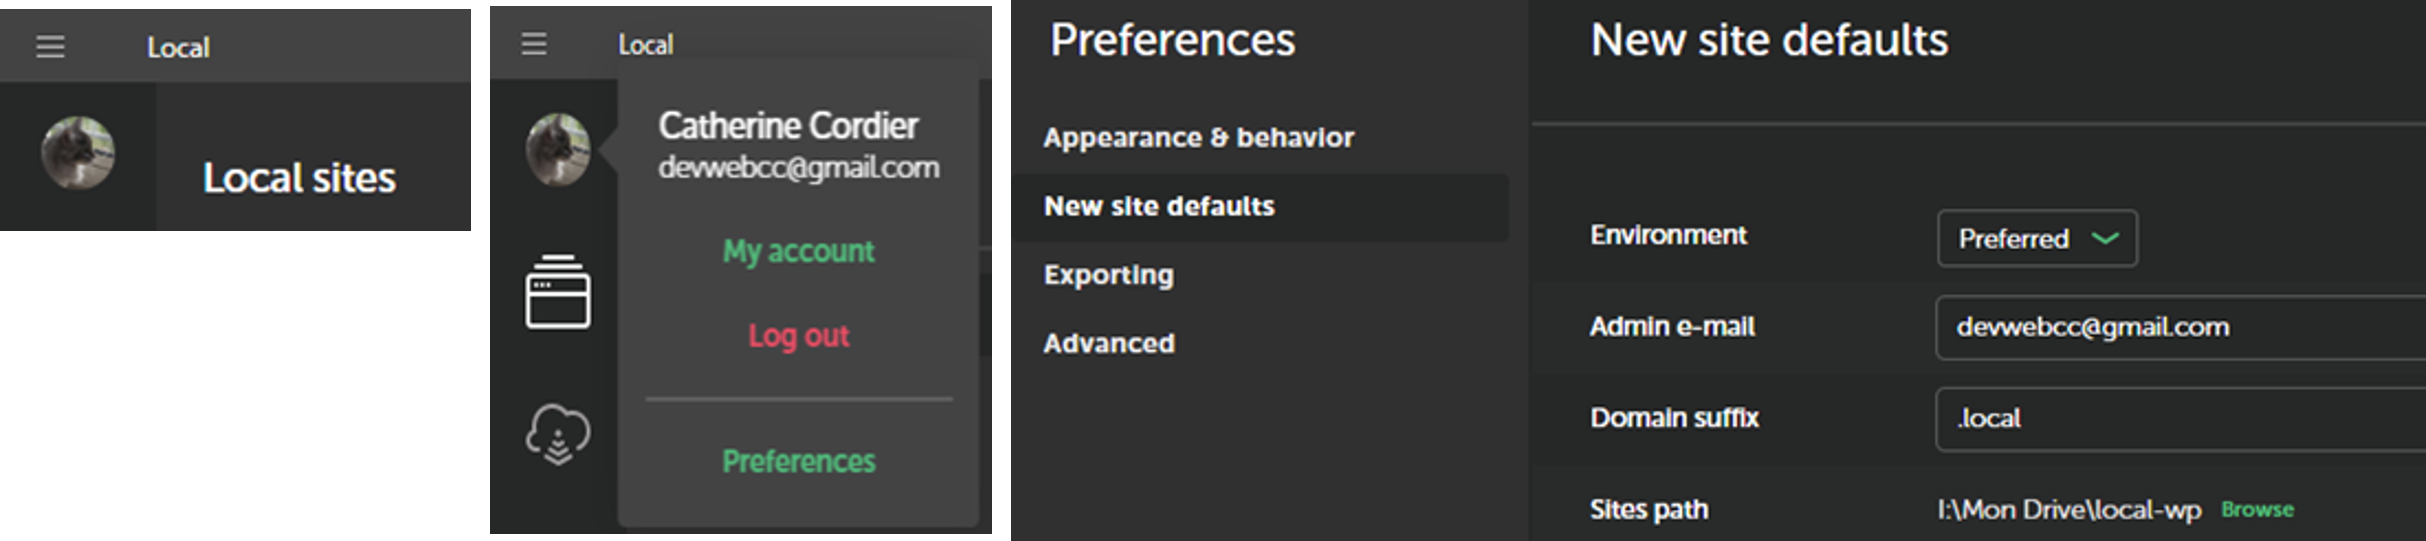 Local
Local sites
Local
Catherine Cordier
devwebcc@gmail.com
My account
Log out
Preferences
Preferences
Appearance & behavior
New site defaults
Exporting
Advanced
New site defaults
Environment
Preferred
Admin e-mail
devwebcc@gmail.com
Domain suffix
.local
Sites path
I:\Mon Drive\local-wp Browse